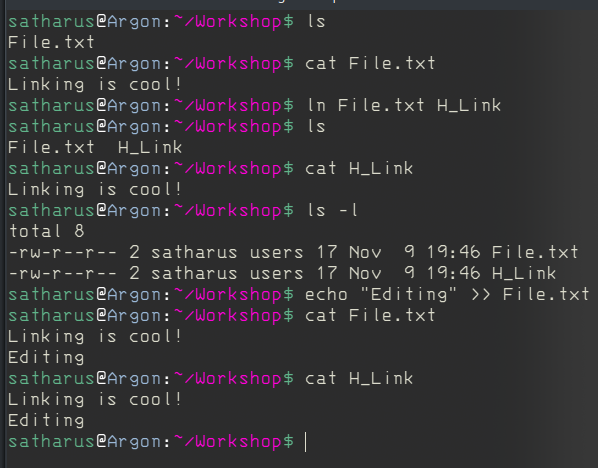 satharus@Argon:~/Workshop$ ls
File.txt
satharus@Argon:~/Workshop$ cat File.txt
Linking is cool!
satharus@Argon:~/Workshop$ ln File.txt H_Link
satharus@Argon:~/Workshop$ ls
File.txt  H_Link
satharus@Argon:~/Workshop$ cat H_Link
Linking is cool!
satharus@Argon:~/Workshop$ ls -l
total 8
-rw-r--r-- 2 satharus users 17 Nov  9 19:46 File.txt
-rw-r--r-- 2 satharus users 17 Nov  9 19:46 H_Link
satharus@Argon:~/Workshop$ echo "Editing" >> File.txt
satharus@Argon:~/Workshop$ cat File.txt
Linking is cool!
Editing
satharus@Argon:~/Workshop$ cat H_Link
Linking is cool!
Editing
satharus@Argon:~/Workshop$